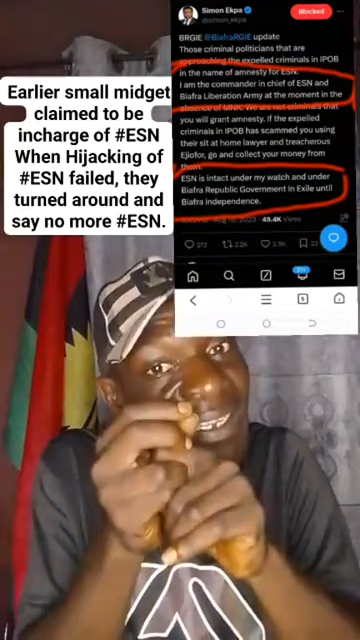 Simon Ekpa
@simon_ekpa
Blocked
BRGIE @BiafraRGIE update
Those criminal politicians that are
approaching the expelled criminals in IPOB
in the name of amnesty for ESN.
I am the commander in chief of ESN and
Biafra Liberation Army at the moment in the
absence of MNK. We are not criminals that
you will grant amnesty. If the expelled
criminals in IPOB has scammed you using
their sit at home lawyer and treacherous
Ejiofor, go and collect your money from
them.
ESN is intact under my watch and under
Biafra Republic Government In Exile until
Biafra independence.
49.4K Views
272
2.2K
23
Earlier small midget
claimed to be
incharge of #ESN
When Hijacking of
#ESN failed, they
turned around and
say no more #ESN.